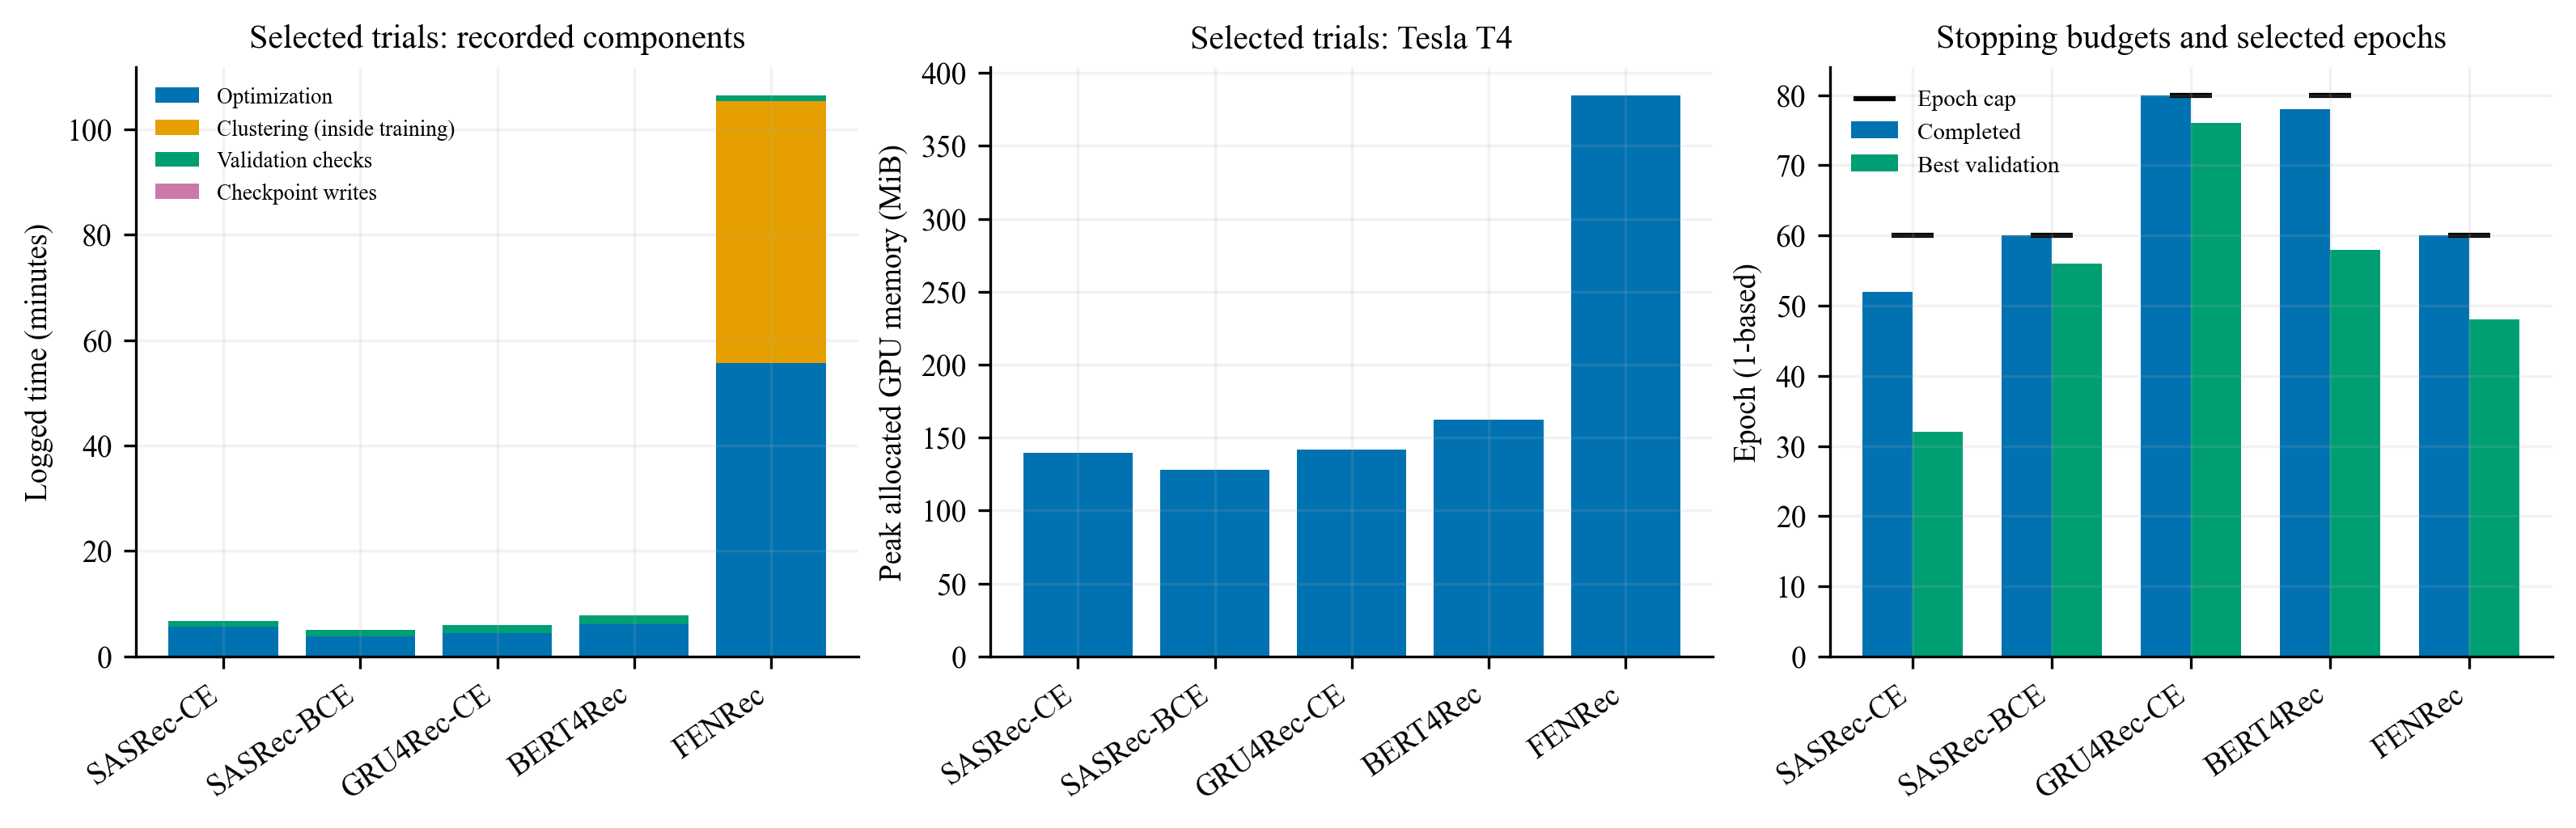 Selected trials: recorded components
Optimization
Clustering (inside training)
Validation checks
Checkpoint writes
Logged time (minutes)
100
80
60
40
20
0
SASRec-CE
SASRec-BCE
GRU4Rec-CE
BERT4Rec
FENRec
Selected trials: Tesla T4
Peak allocated GPU memory (MiB)
400
350
300
250
200
150
100
50
0
SASRec-CE
SASRec-BCE
GRU4Rec-CE
BERT4Rec
FENRec
Stopping budgets and selected epochs
Epoch cap
Completed
Best validation
Epoch (1-based)
80
70
60
50
40
30
20
10
0
SASRec-CE
SASRec-BCE
GRU4Rec-CE
BERT4Rec
FENRec